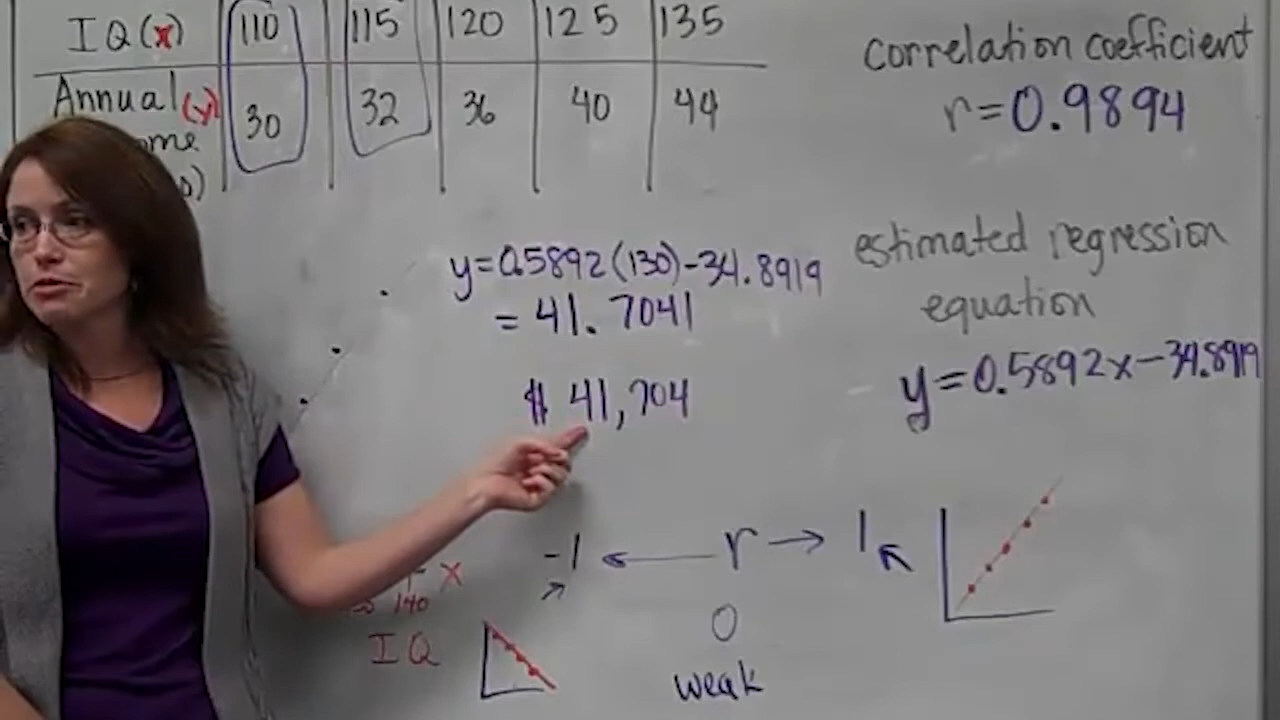 IQ(x) 110 115 120 125 135
Annual (y) 30 32 36 40 44
ome
correlation coefficient
r=0.9894
y=0.5892(130)-34.8919
= 41.7041
$ 41,704
estimated regression
equation
y=0.5892x-34.8919
-1 r 1
0
weak
x
140
IQ